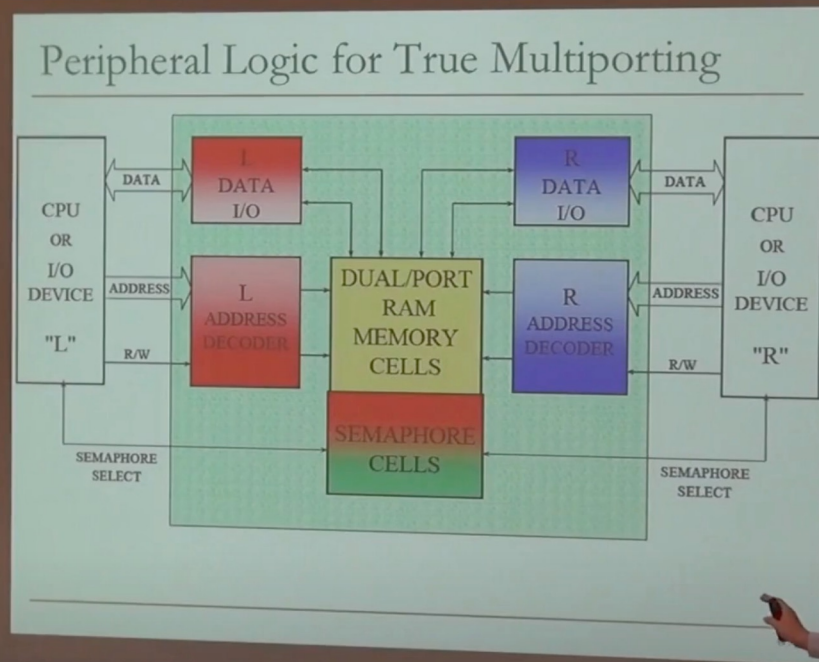 Peripheral Logic for True Multiporting
CPU
OR
I/O
DEVICE
"L"
DATA
ADDRESS
R/W
SEMAPHORE
SELECT
L
DATA
I/O
L
ADDRESS
DECODER
DUAL/PORT
RAM
MEMORY
CELLS
SEMAPHORE
CELLS
R
DATA
I/O
R
ADDRESS
DECODER
DATA
ADDRESS
R/W
SEMAPHORE
SELECT
CPU
OR
I/O
DEVICE
"R"